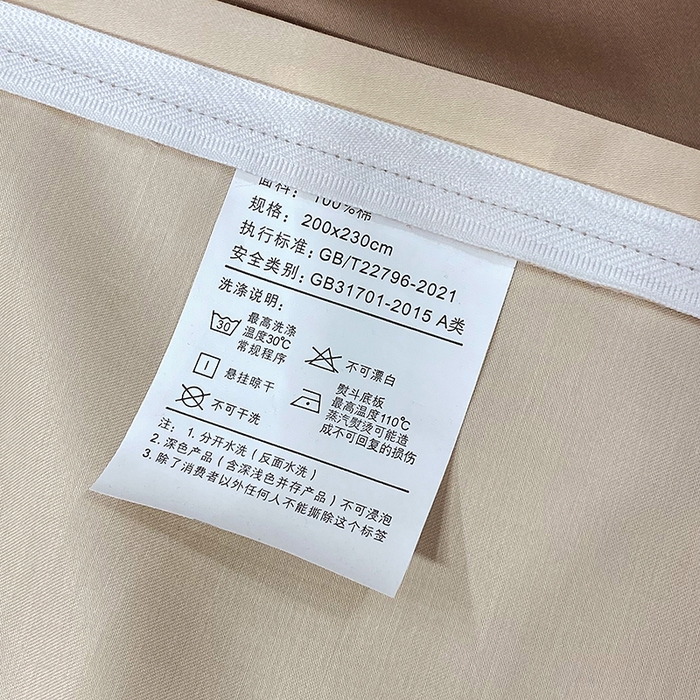 面料：100%棉
规格：200x230cm
执行标准：GB/T22796-2021
安全类别：GB31701-2015 A类
洗涤说明：
30
最高洗涤
温度30℃
常规程序
不可漂白
悬挂晾干
熨斗底板
最高温度110℃
蒸汽熨烫可能造
成不可回复的损伤
不可干洗
注：1. 分开水洗（反面水洗）
2. 深色产品（含深浅色并存产品）不可浸泡
3. 除了消费者以外任何人不能撕除这个标签